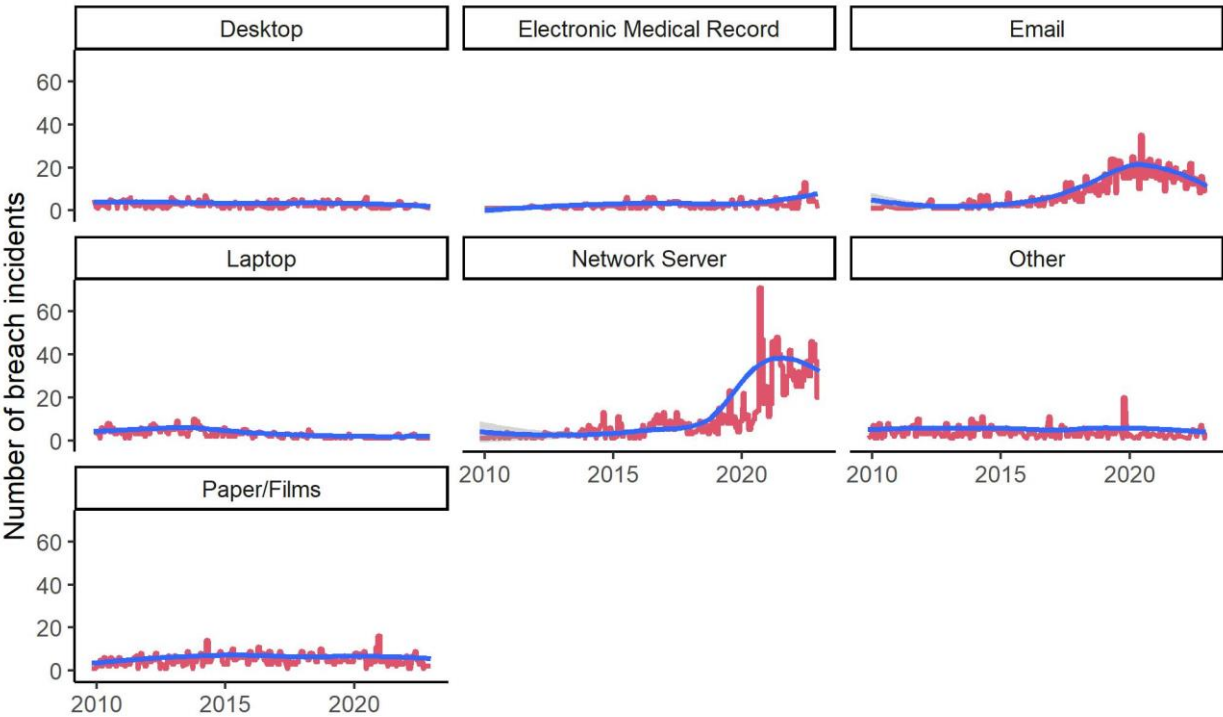 Number of breach incidents
Desktop
Electronic Medical Record
Email
60
40
20
0
Laptop
Network Server
Other
60
40
20
0
2010
2015
2020
2010
2015
2020
Paper/Films
60
40
20
0
2010
2015
2020